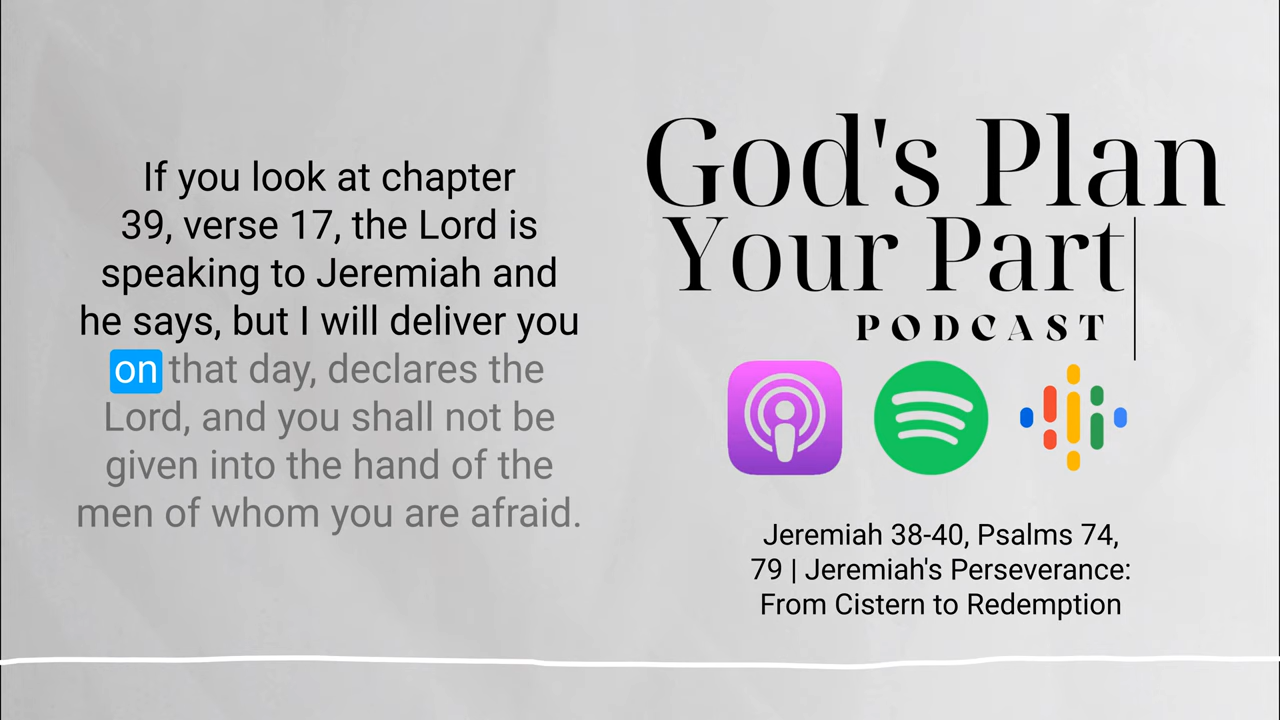 If you look at chapter
39, verse 17, the Lord is
speaking to Jeremiah and
he says, but I will deliver you
on that day, declares the
Lord, and you shall not be
given into the hand of the
men of whom you are afraid.
God's Plan
Your Part
PODCAST
Jeremiah 38-40, Psalms 74,
79 | Jeremiah's Perseverance:
From Cistern to Redemption